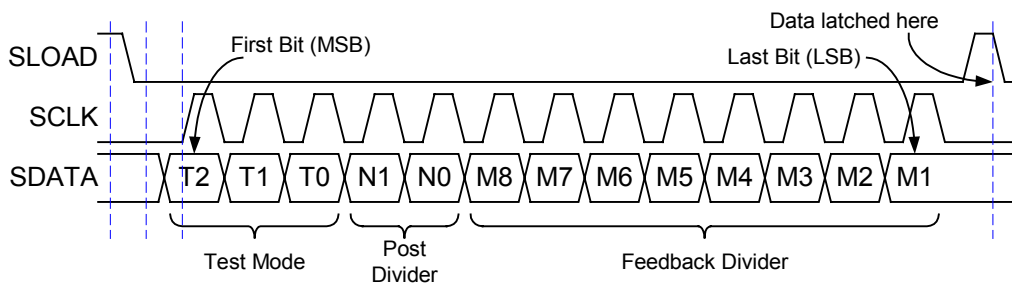 Data latched here
SLOAD
First Bit (MSB)
Last Bit (LSB)
SCLK
SDATA T2 T1 T0 N1 N0 M8 M7 M6 M5 M4 M3 M2 M1
Test Mode
Post
Divider
Feedback Divider